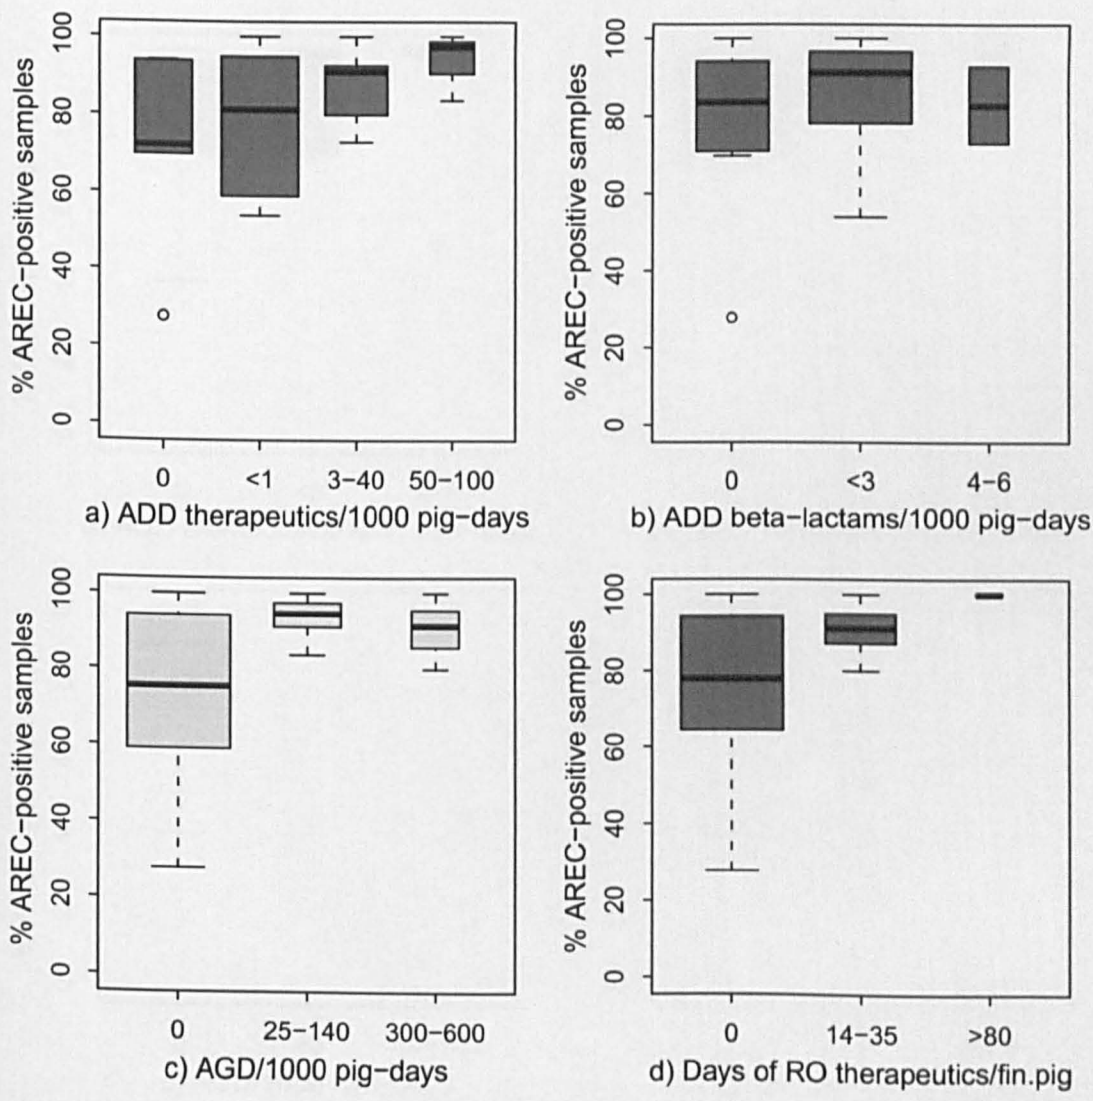 % AREC−positive samples
100
80
60
40
20
0
0 <1 3−40 50−100
a) ADD therapeutics/1000 pig−days
% AREC−positive samples
100
80
60
40
20
0
0 <3 4−6
b) ADD beta−lactams/1000 pig−days
% AREC−positive samples
100
80
60
40
20
0
0 25−140 300−600
c) AGD/1000 pig−days
% AREC−positive samples
100
80
60
40
20
0
0 14−35 >80
d) Days of RO therapeutics/fin.pig